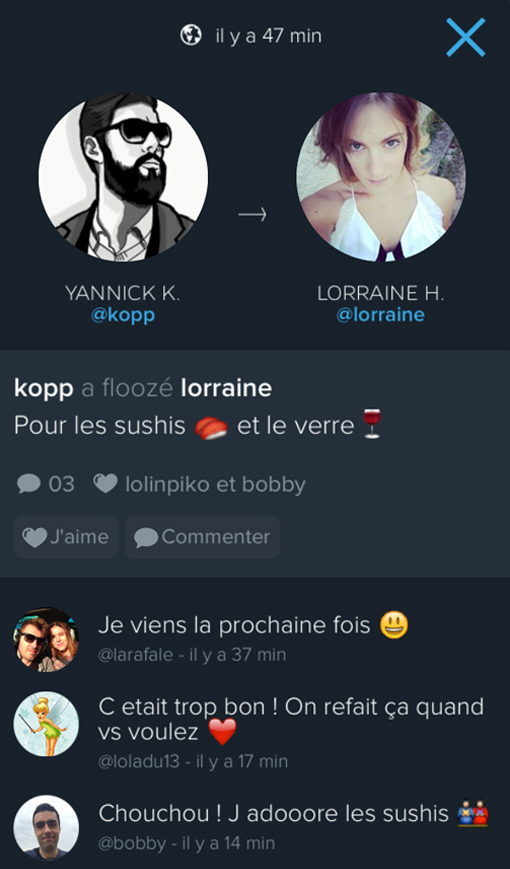 il y a 47 min
YANNICK K.
@kopp
LORRAINE H.
@lorraine
kopp a floozé lorraine
Pour les sushis 🍣 et le verre 🍷
03 lolinpiko et bobby
J'aime Commenter
Je viens la prochaine fois 😃
@larafale - il y a 37 min
C etait trop bon ! On refait ça quand
vs voulez ❤️
@loladu13 - il y a 17 min
Chouchou ! J adooore les sushis 👬
@bobby - il y a 14 min